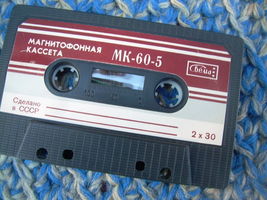 МАГНИТОФОННАЯ
КАССЕТА
МК-60-5
Свема
Сделано
в СССР
2 x 30